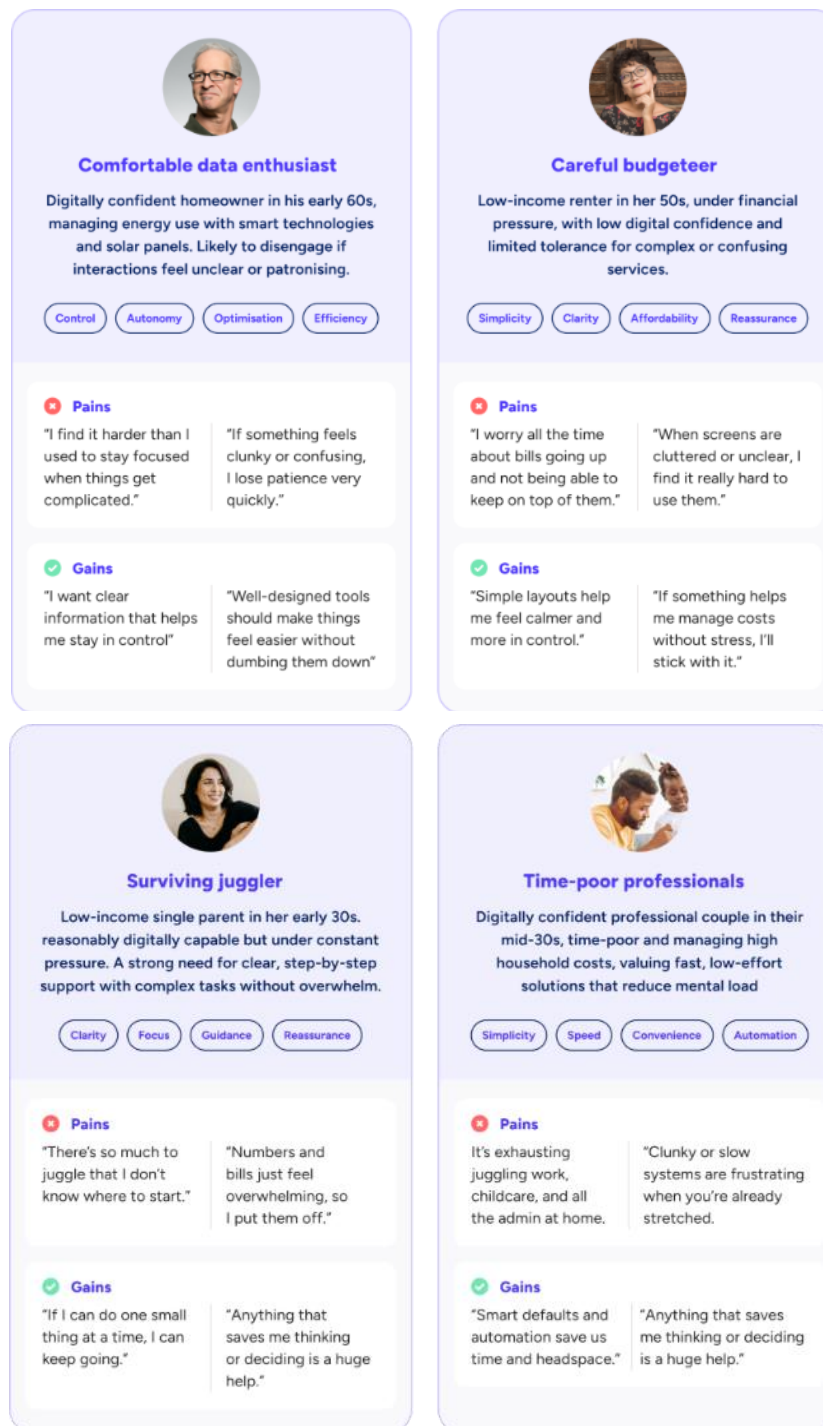 Comfortable data enthusiast
Digitally confident homeowner in his early 60s,
managing energy use with smart technologies
and solar panels. Likely to disengage if
interactions feel unclear or patronising.
Control
Autonomy
Optimisation
Efficiency
Pains
"I find it harder than I
used to stay focused
when things get
complicated."
"If something feels
clunky or confusing,
I lose patience very
quickly."
Gains
"I want clear
information that helps
me stay in control"
"Well-designed tools
should make things
feel easier without
dumbing them down"
Careful budgeteer
Low-income renter in her 50s, under financial
pressure, with low digital confidence and
limited tolerance for complex or confusing
services.
Simplicity
Clarity
Affordability
Reassurance
Pains
"I worry all the time
about bills going up
and not being able to
keep on top of them."
"When screens are
cluttered or unclear, I
find it really hard to
use them."
Gains
"Simple layouts help
me feel calmer and
more in control."
"If something helps
me manage costs
without stress, I'll
stick with it."
Surviving juggler
Low-income single parent in her early 30s.
reasonably digitally capable but under constant
pressure. A strong need for clear, step-by-step
support with complex tasks without overwhelm.
Clarity
Focus
Guidance
Reassurance
Pains
"There's so much to
juggle that I don't
know where to start."
"Numbers and
bills just feel
overwhelming, so
I put them off."
Gains
"If I can do one small
thing at a time, I can
keep going."
"Anything that
saves me thinking
or deciding is a huge
help."
Time-poor professionals
Digitally confident professional couple in their
mid-30s, time-poor and managing high
household costs, valuing fast, low-effort
solutions that reduce mental load
Simplicity
Speed
Convenience
Automation
Pains
It's exhausting
juggling work,
childcare, and all
the admin at home.
"Clunky or slow
systems are frustrating
when you're already
stretched.
Gains
"Smart defaults and
automation save us
time and headspace."
"Anything that saves
me thinking or deciding
is a huge help."